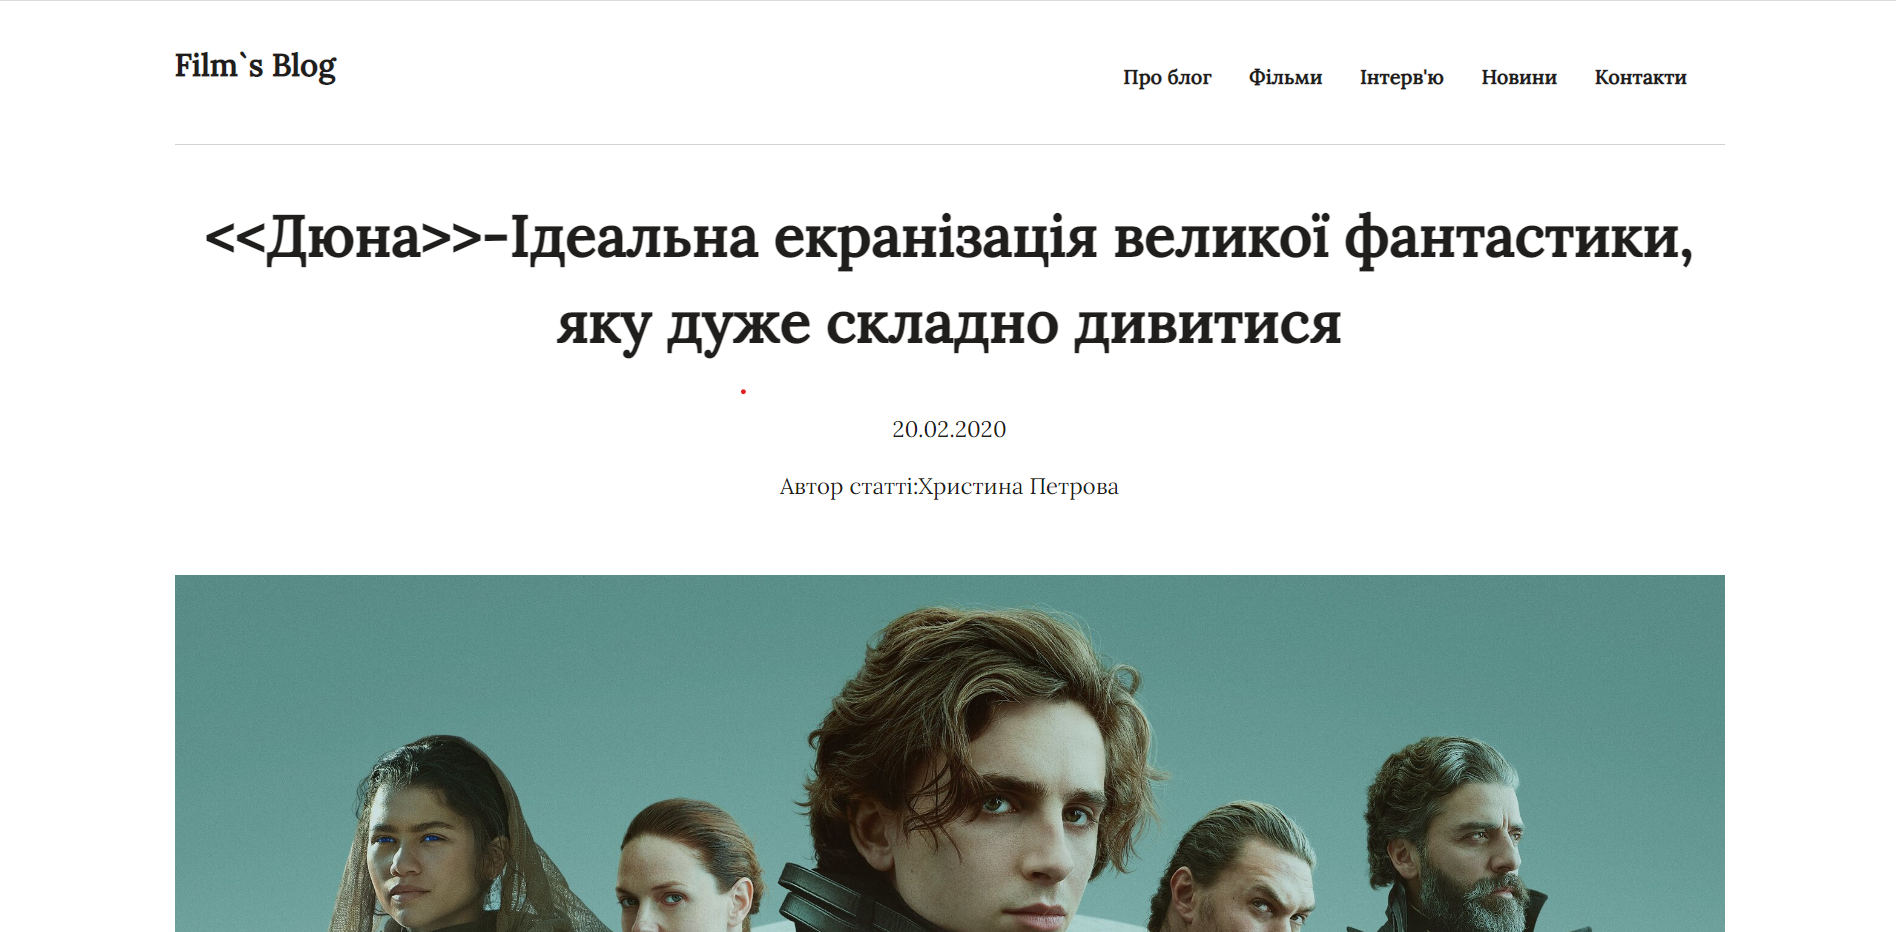 Film`s Blog
Про блог Фільми Інтерв'ю Новини Контакти
<<Дюна>>-Ідеальна екранізація великої фантастики,
яку дуже складно дивитися
20.02.2020
Автор статті:Христина Петрова